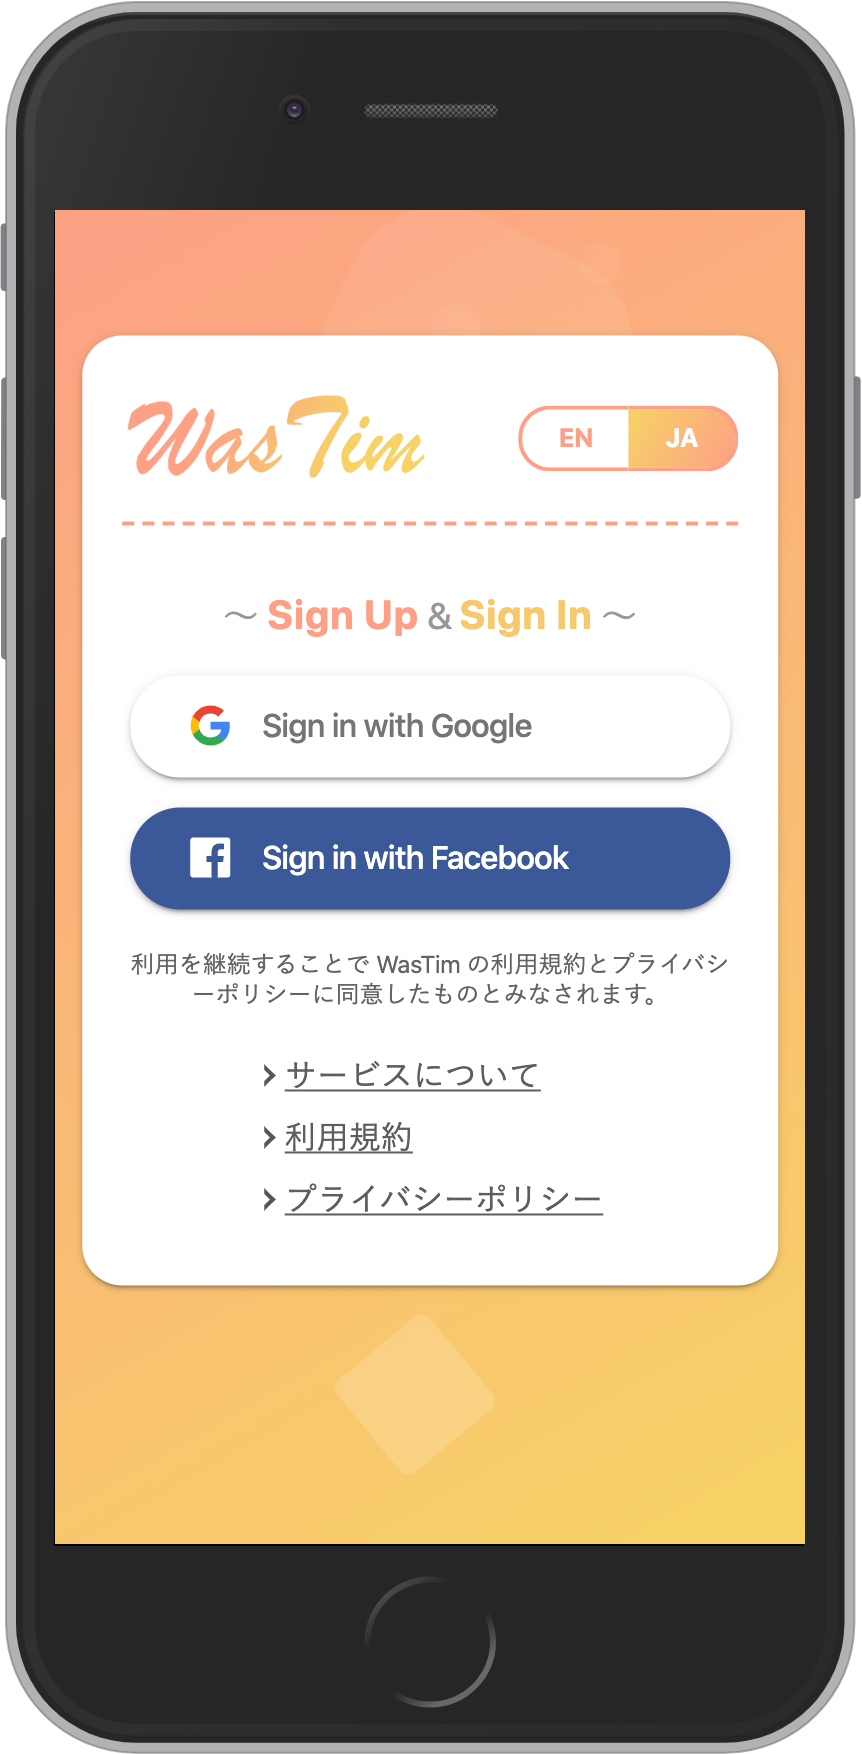 WasTim
EN JA
～ Sign Up & Sign In ～
Sign in with Google
Sign in with Facebook
利用を継続することで WasTim の利用規約とプライバシ
ーポリシーに同意したものとみなされます。
サービスについて
利用規約
プライバシーポリシー